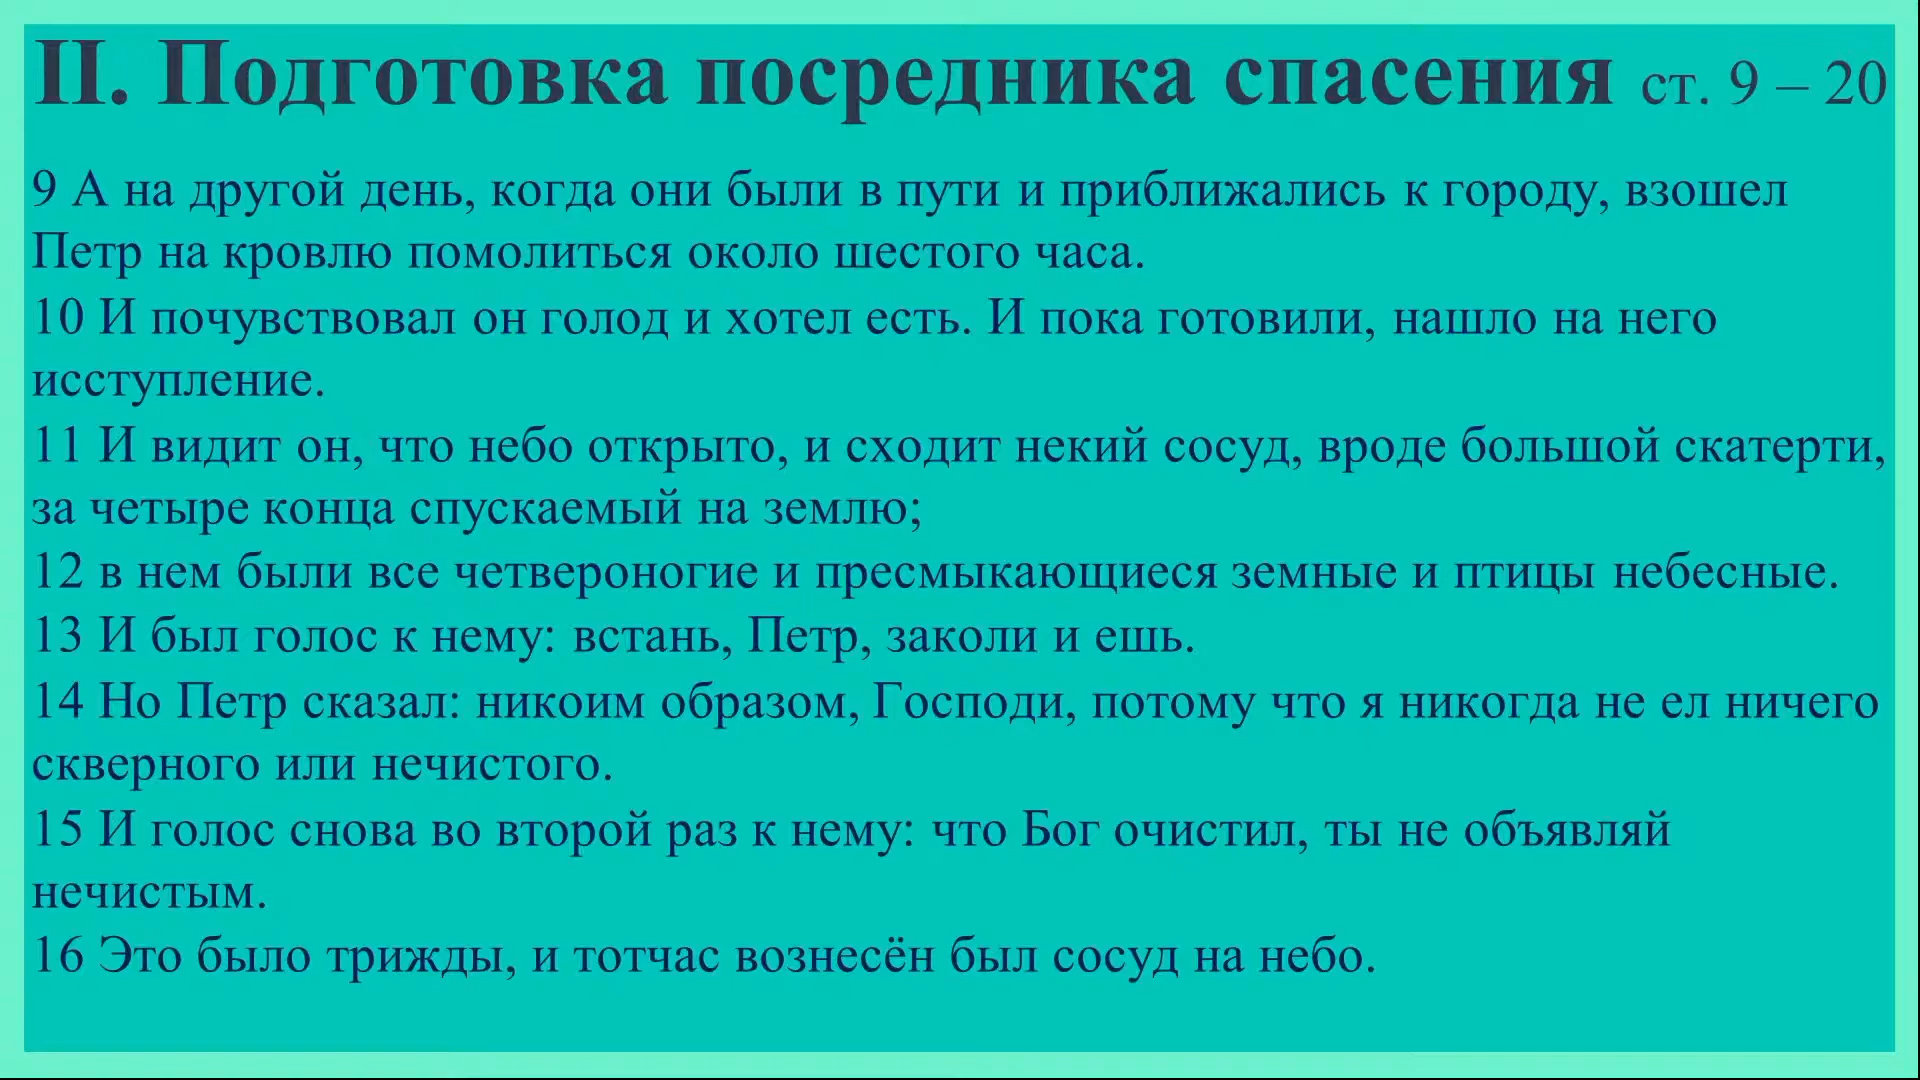 II. Подготовка посредника спасения ст. 9 – 20
9 А на другой день, когда они были в пути и приближались к городу, взошел
Петр на кровлю помолиться около шестого часа.
10 И почувствовал он голод и хотел есть. И пока готовили, нашло на него
исступление.
11 И видит он, что небо открыто, и сходит некий сосуд, вроде большой скатерти,
за четыре конца спускаемый на землю;
12 в нем были все четвероногие и пресмыкающиеся земные и птицы небесные.
13 И был голос к нему: встань, Петр, заколи и ешь.
14 Но Петр сказал: никоим образом, Господи, потому что я никогда не ел ничего
скверного или нечистого.
15 И голос снова во второй раз к нему: что Бог очистил, ты не объявляй
нечистым.
16 Это было трижды, и тотчас вознесён был сосуд на небо.